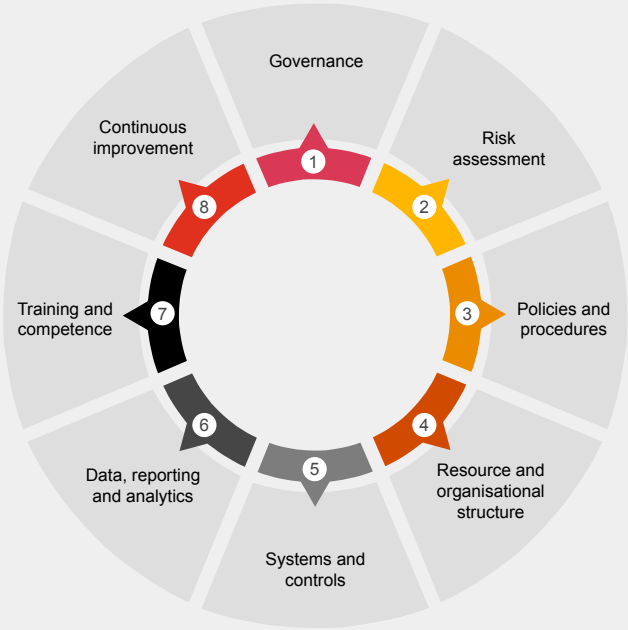 1
Governance
2
Risk
assessment
3
Policies and
procedures
4
Resource and
organisational
structure
5
Systems and
controls
6
Data, reporting
and analytics
7
Training and
competence
8
Continuous
improvement